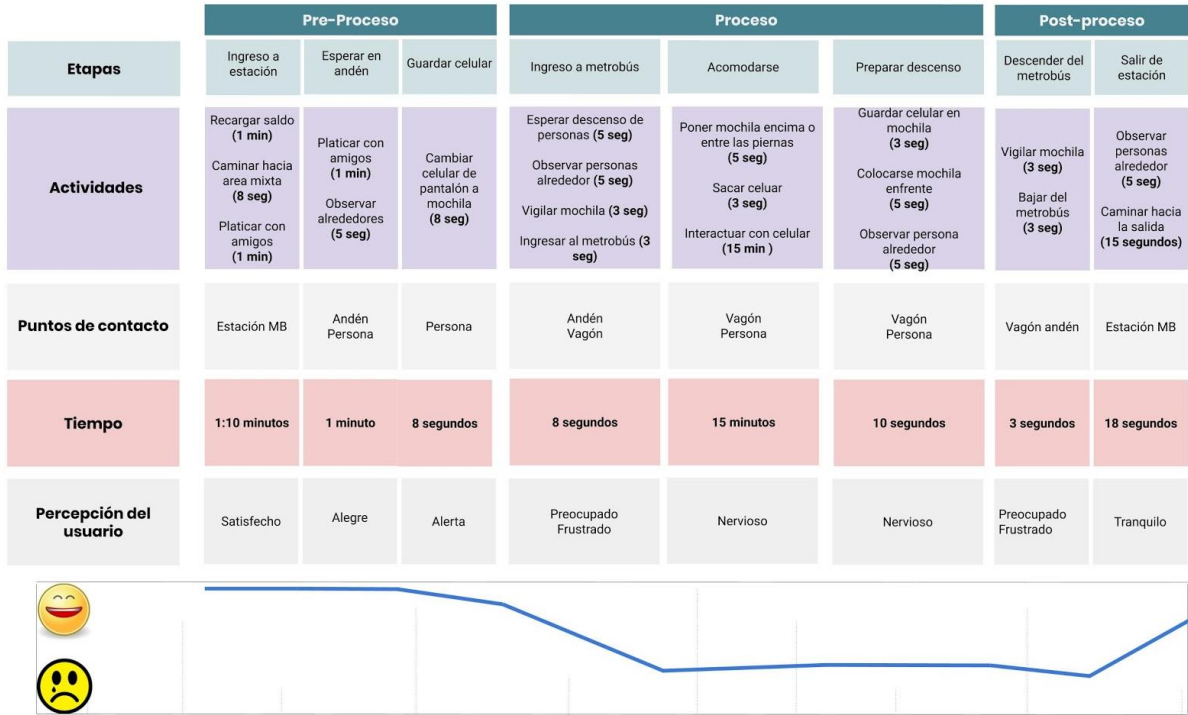 Pre-Proceso
Proceso
Post-proceso
Etapas
Ingreso a
estación
Esperar en
andén
Guardar celular
Ingreso a metrobús
Acomodarse
Preparar descenso
Descender del
metrobús
Salir de
estación
Actividades
Recargar saldo
(1 min)
Caminar hacia
area mixta
(8 seg)
Platicar con
amigos
(1 min)
Platicar con
amigos
(1 min)
Observar
alrededores
(5 seg)
Cambiar
celular de
pantalón a
mochila
(8 seg)
Esperar descenso de
personas (5 seg)
Observar personas
alrededor (5 seg)
Vigilar mochila (3 seg)
Ingresar al metrobús (3
seg)
Poner mochila encima o
entre las piernas
(5 seg)
Sacar celuar
(3 seg)
Interactuar con celular
(15 min )
Guardar celular en
mochila
(3 seg)
Colocarse mochila
enfrente
(5 seg)
Observar persona
alrededor
(5 seg)
Vigilar mochila
(3 seg)
Bajar del
metrobús
(3 seg)
Observar
personas
alrededor
(5 seg)
Caminar hacia
la salida
(15 segundos)
Puntos de contacto
Estación MB
Andén
Persona
Persona
Andén
Vagón
Vagón
Persona
Vagón
Persona
Vagón andén
Estación MB
Tiempo
1:10 minutos
1 minuto
8 segundos
8 segundos
15 minutos
10 segundos
3 segundos
18 segundos
Percepción del
usuario
Satisfecho
Alegre
Alerta
Preocupado
Frustrado
Nervioso
Nervioso
Preocupado
Frustrado
Tranquilo